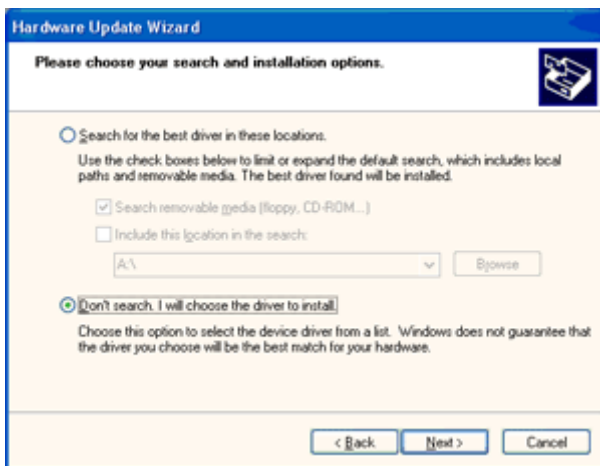 Hardware Update Wizard
Please choose your search and installation options.
Search for the best driver in these locations.
Use the check boxes below to limit or expand the default search, which includes local
paths and removable media. The best driver found will be installed.
Search removable media (floppy, CD-ROM...)
Include this location in the search:
A:\
Browse
Don't search. I will choose the driver to install.
Choose this option to select the device driver from a list. Windows does not guarantee that
the driver you choose will be the best match for your hardware.
< Back Next > Cancel